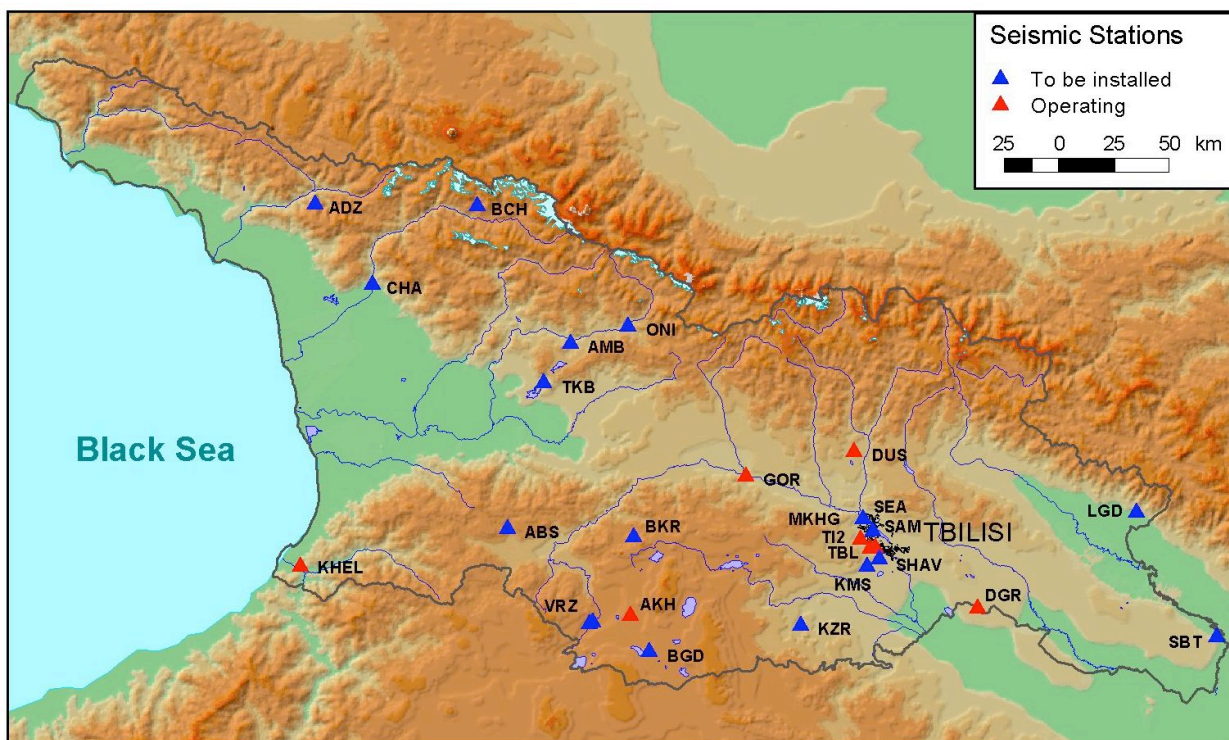 Seismic Stations
To be installed
Operating
25 0 25 50 km
ADZ
BCH
CHA
ONI
AMB
TKB
Black Sea
DUS
GOR
SEA
LGD
MKHG
SAM
ABS
BKR
TBILISI
TI2
TBL
SHAV
KHEL
KMS
DGR
VRZ
AKH
KZR
SBT
BGD